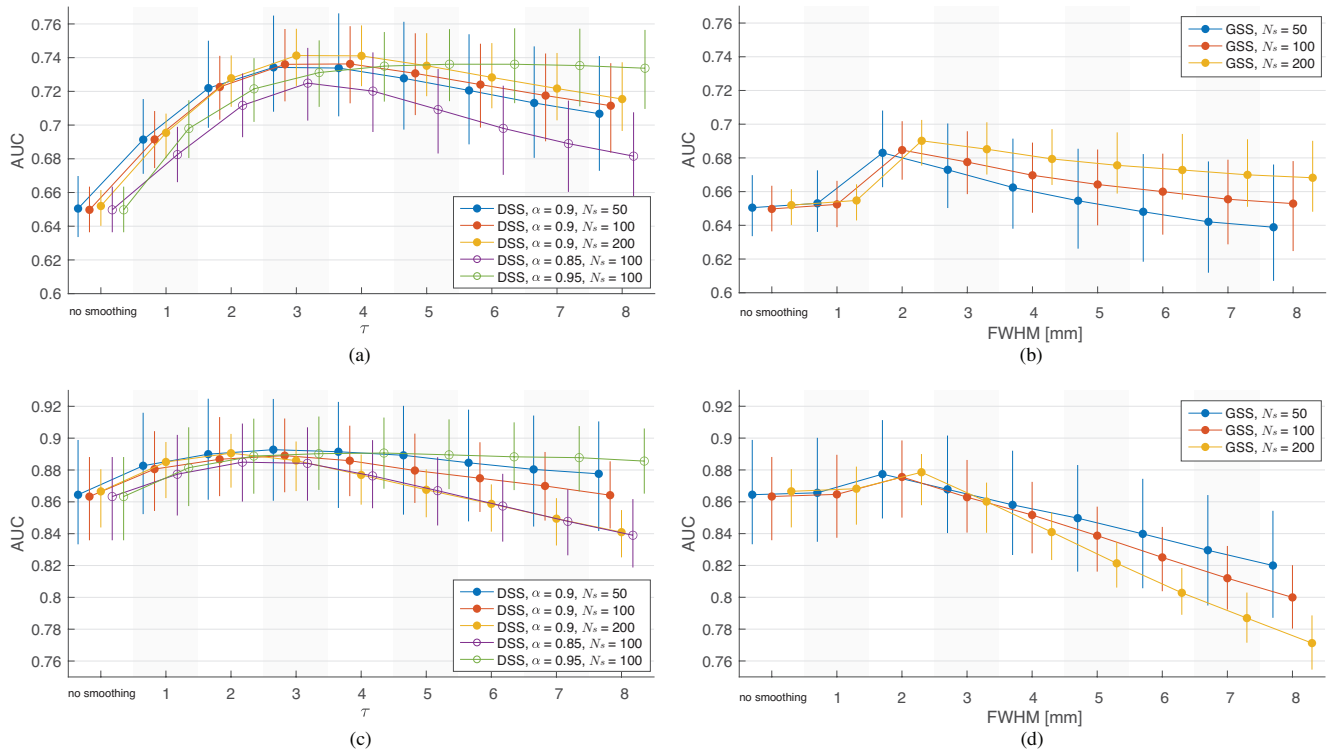 0.76
0.74
0.72
0.7
0.68
0.66
0.64
0.62
0.6
AUC
no smoothing 1 2 3 4 5 6 7 8
τ
DSS, α = 0.9, Nₛ = 50
DSS, α = 0.9, Nₛ = 100
DSS, α = 0.9, Nₛ = 200
DSS, α = 0.85, Nₛ = 100
DSS, α = 0.95, Nₛ = 100
(a)
0.76
0.74
0.72
0.7
0.68
0.66
0.64
0.62
0.6
AUC
no smoothing 1 2 3 4 5 6 7 8
FWHM [mm]
GSS, Nₛ = 50
GSS, Nₛ = 100
GSS, Nₛ = 200
(b)
0.92
0.9
0.88
0.86
0.84
0.82
0.8
0.78
0.76
AUC
no smoothing 1 2 3 4 5 6 7 8
τ
DSS, α = 0.9, Nₛ = 50
DSS, α = 0.9, Nₛ = 100
DSS, α = 0.9, Nₛ = 200
DSS, α = 0.85, Nₛ = 100
DSS, α = 0.95, Nₛ = 100
(c)
0.92
0.9
0.88
0.86
0.84
0.82
0.8
0.78
0.76
AUC
no smoothing 1 2 3 4 5 6 7 8
FWHM [mm]
GSS, Nₛ = 50
GSS, Nₛ = 100
GSS, Nₛ = 200
(d)